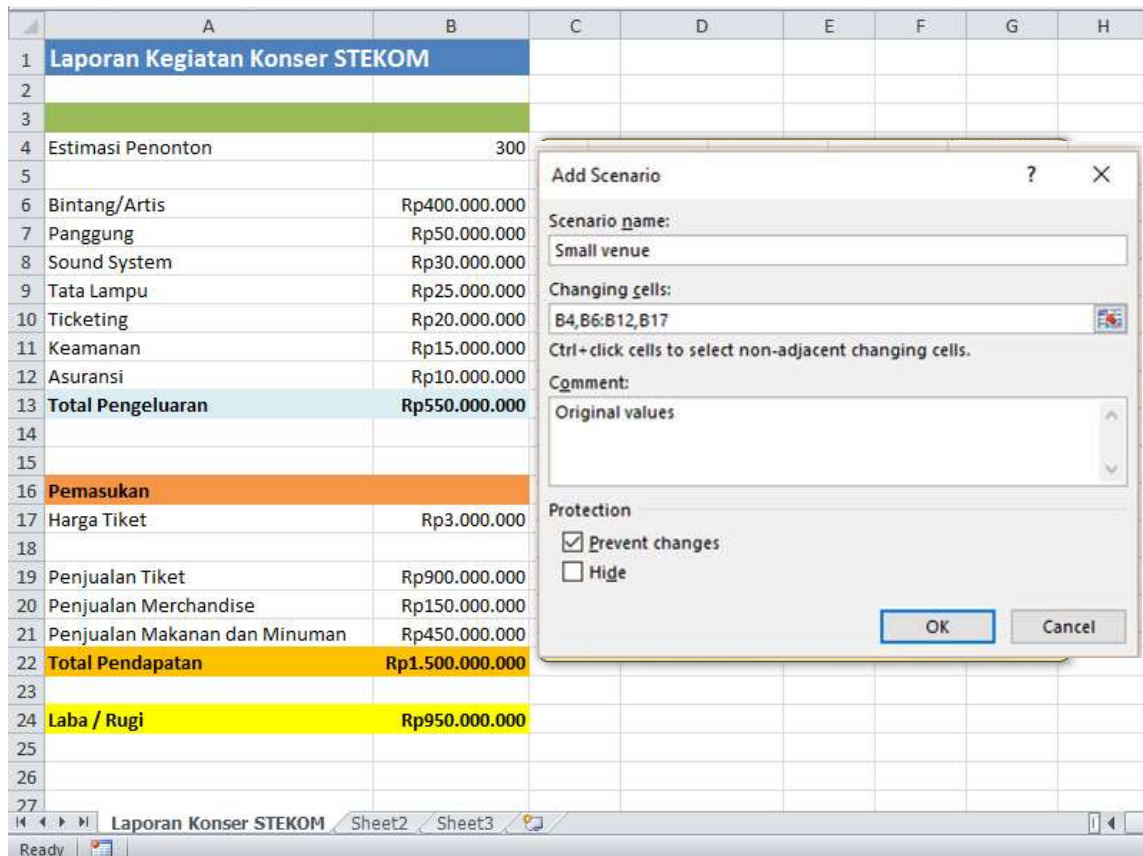 A B C D E F G H
1 Laporan Kegiatan Konser STEKOM
2
3
4 Estimasi Penonton 300
5
6 Bintang/Artis Rp400.000.000
7 Panggung Rp50.000.000
8 Sound System Rp30.000.000
9 Tata Lampu Rp25.000.000
10 Ticketing Rp20.000.000
11 Keamanan Rp15.000.000
12 Asuransi Rp10.000.000
13 Total Pengeluaran Rp550.000.000
14
15
16 Pemasukan
17 Harga Tiket Rp3.000.000
18
19 Penjualan Tiket Rp900.000.000
20 Penjualan Merchandise Rp150.000.000
21 Penjualan Makanan dan Minuman Rp450.000.000
22 Total Pendapatan Rp1.500.000.000
23
24 Laba / Rugi Rp950.000.000
25
26
27
Add Scenario ?
Scenario name:
Small venue
Changing cells:
B4,B6:B12,B17
Ctrl+click cells to select non-adjacent changing cells.
Comment:
Original values
Protection
Prevent changes
Hide
OK Cancel
Laporan Konser STEKOM Sheet2 Sheet3
Ready